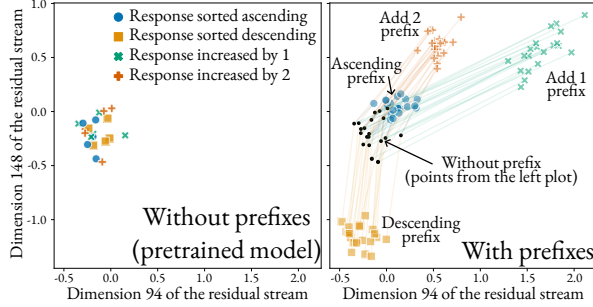 Dimension 148 of the residual stream
1.0
0.5
0.0
-0.5
-1.0
Response sorted ascending
Response sorted descending
Response increased by 1
Response increased by 2
Without prefixes
(pretrained model)
-0.5 0.0 0.5 1.0 1.5 2.0
Dimension 94 of the residual stream
Add 2
prefix
Ascending
prefix
Add 1
prefix
Without prefix
(points from the left plot)
Descending
prefix
With prefixes
-0.5 0.0 0.5 1.0 1.5 2.0
Dimension 94 of the residual stream